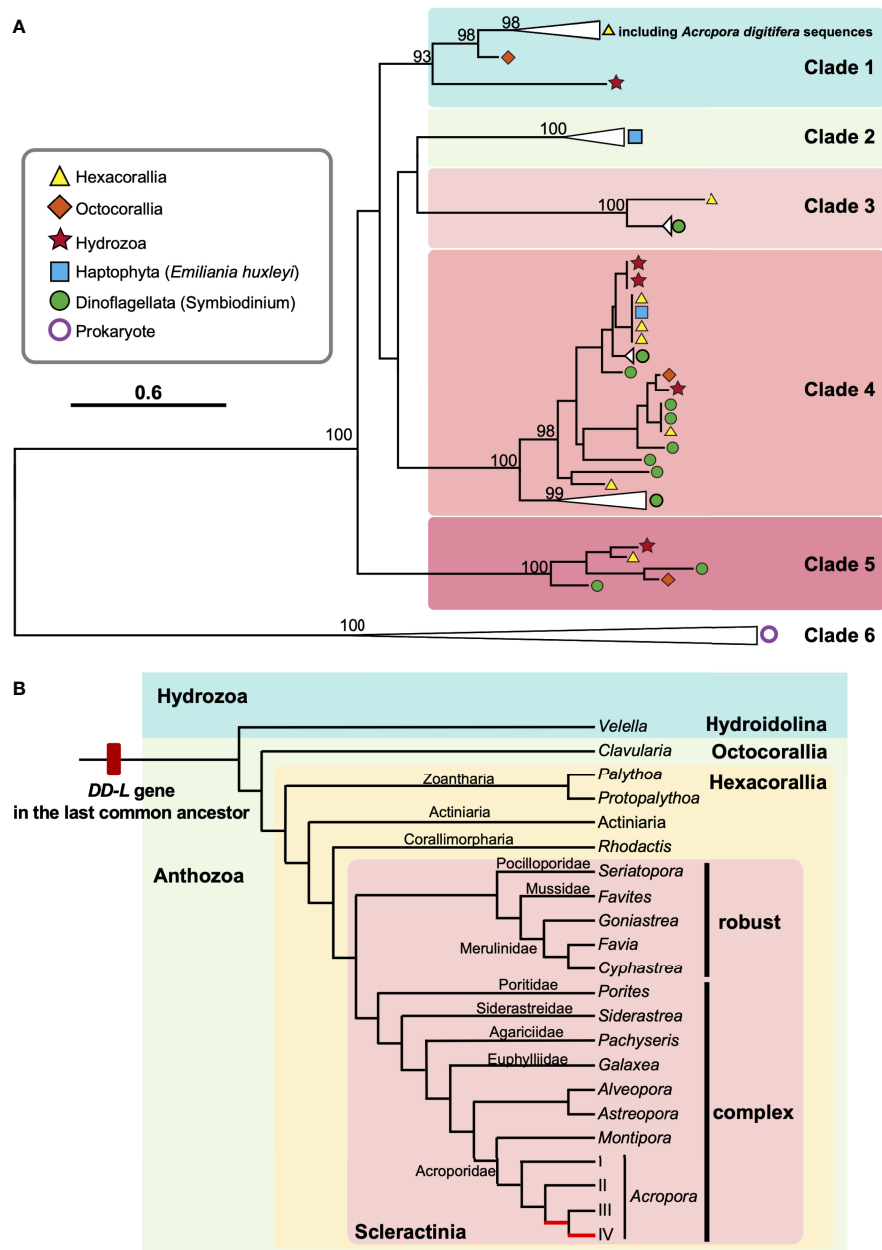 A
98
98
including Acropora digitifera sequences
93
Clade 1
100
Clade 2
Hexacorallia
Octocorallia
Hydrozoa
Haptophyta (Emiliania huxleyi)
Dinoflagellata (Symbiodinium)
Prokaryote
100
Clade 3
0.6
Clade 4
100
98
100
99
100
Clade 5
100
Clade 6
B
Hydrozoa
Velella
Hydroidolina
Clavularia
Octocorallia
DD-L gene
in the last common ancestor
Zoantharia
Palythoa
Hexacorallia
Protopalythoa
Actiniaria
Actiniaria
Corallimorpharia
Rhodactis
Anthozoa
Pocilloporidae
Seriatopora
Mussidae
Favites
Goniastrea
robust
Merulinidae
Favia
Cyphastrea
Poritidae
Porites
Siderastreidae
Siderastrea
Agariciidae
Pachyseris
Euphylliidae
Galaxea
Alveopora
complex
Astreopora
Montipora
Acroporidae
I
II
Acropora
III
IV
Scleractinia